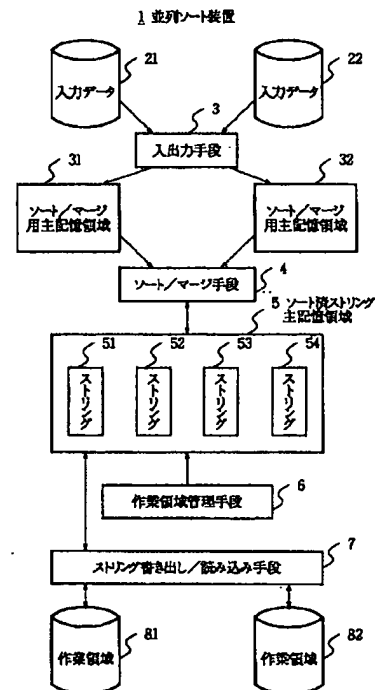 1 並列ソート装置
21
22
入力データ
入力データ
3
入出力手段
31
32
ソート／マージ
用主記憶領域
ソート／マージ
用主記憶領域
4
ソート／マージ手段
5 ソート済ストリング
主記憶領域
51
52
53
54
ストリング
ストリング
ストリング
ストリング
6
作業領域管理手段
7
ストリング書き出し／読み込み手段
81
82
作業領域
作業領域